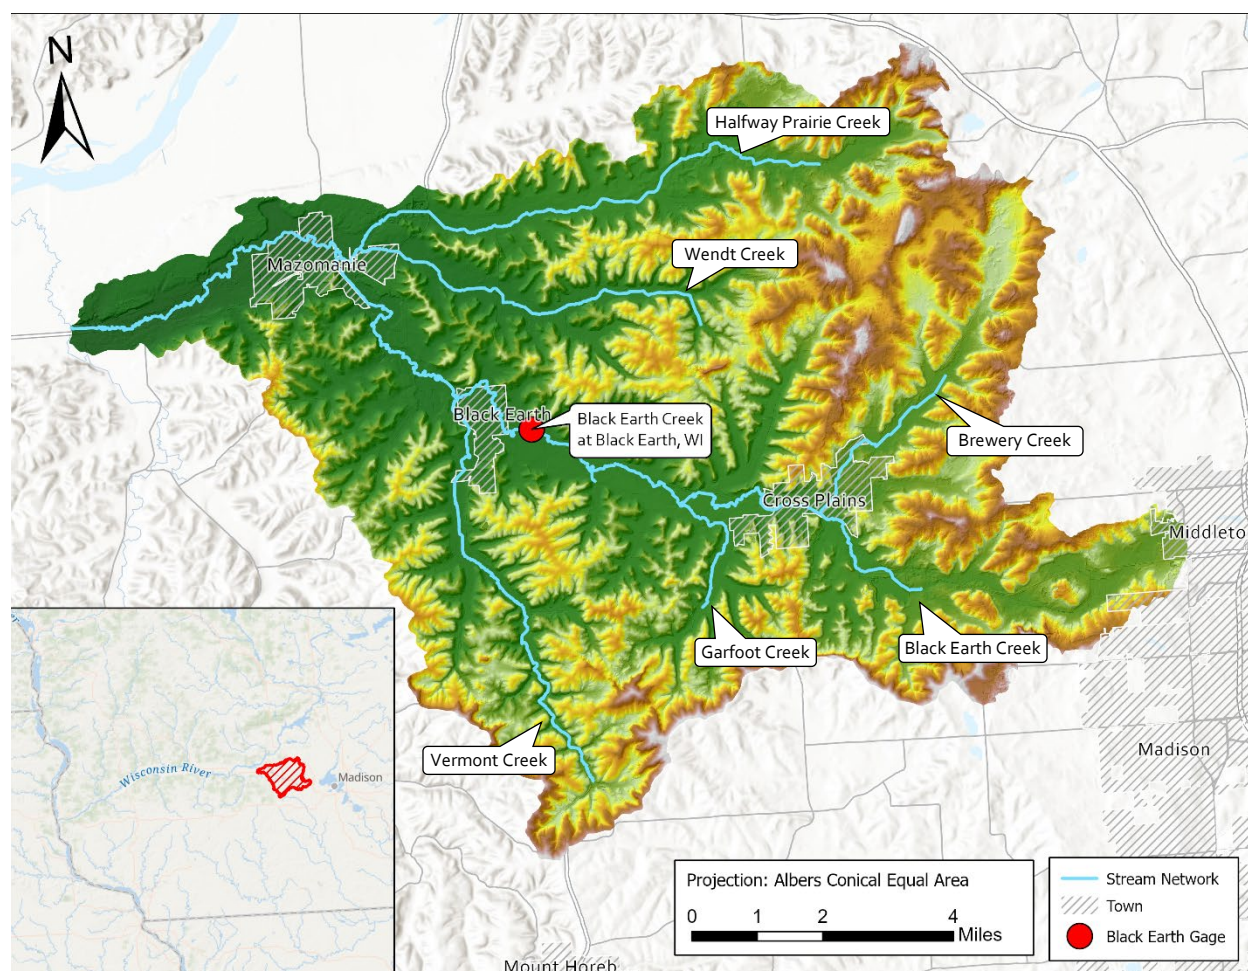 N
Halfway Prairie Creek
Wendt Creek
Mazomanie
Black Earth
Black Earth Creek
at Black Earth, WI
Brewery Creek
Cross Plains
Middleto
Garfoot Creek
Black Earth Creek
Vermont Creek
Madison
Wisconsin River
Madison
Mount Horeb
Projection: Albers Conical Equal Area
0 1 2 4
Miles
Stream Network
Town
Black Earth Gage